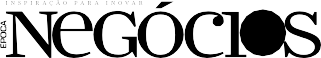 INSPIRAÇÃO PARA INOVAR
ÉPOCA
NEGÓCIOS